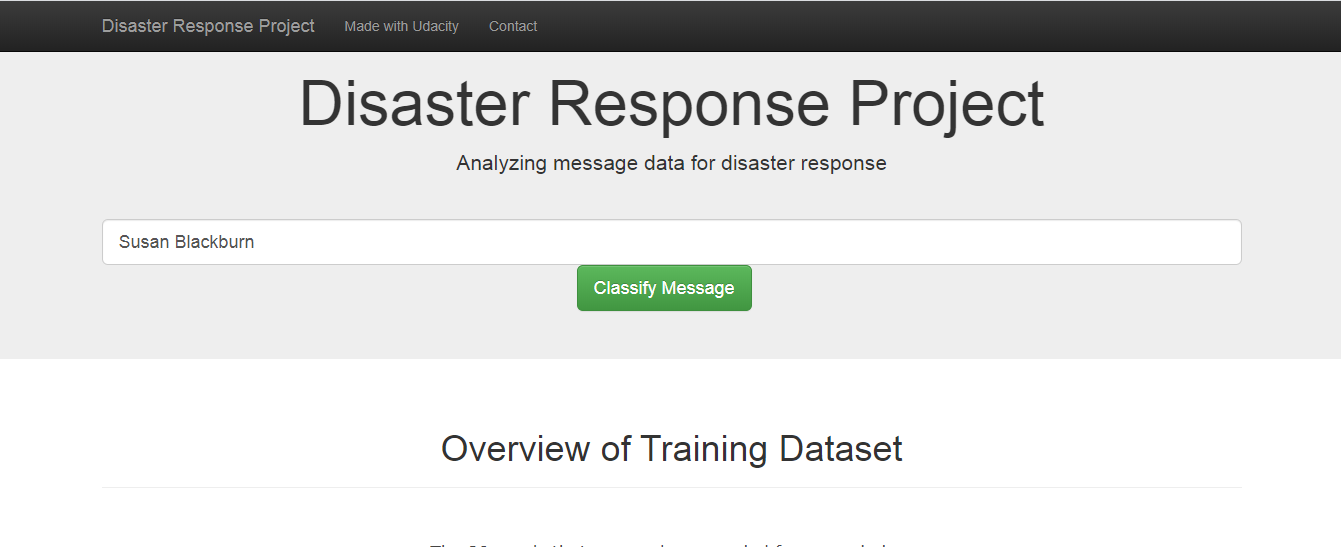 Disaster Response Project Made with Udacity Contact
Disaster Response Project
Analyzing message data for disaster response
Susan Blackburn
Classify Message
Overview of Training Dataset